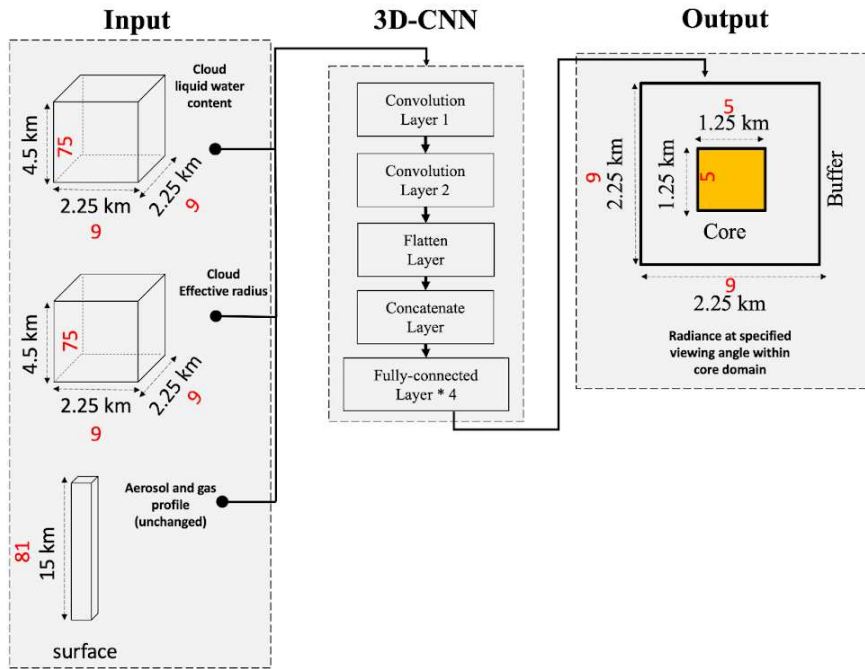 Input
Cloud
liquid water
content
4.5 km
75
2.25 km
9
2.25 km
9
Cloud
Effective radius
4.5 km
75
2.25 km
9
2.25 km
9
Aerosol and gas
profile
(unchanged)
81
15 km
surface
3D-CNN
Convolution
Layer 1
Convolution
Layer 2
Flatten
Layer
Concatenate
Layer
Fully-connected
Layer * 4
Output
5
1.25 km
9
2.25 km
1.25 km
5
Core
Buffer
9
2.25 km
Radiance at specified
viewing angle within
core domain